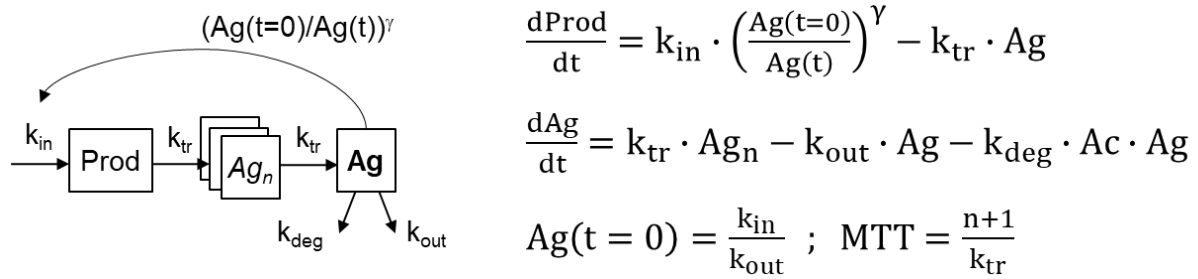 (Ag(t=0)/Ag(t))^γ
k_in
Prod
k_tr
Ag_n
k_tr
Ag
k_deg
k_out
dProd/dt = k_in · (Ag(t=0)/Ag(t))^γ − k_tr · Ag
dAg/dt = k_tr · Ag_n − k_out · Ag − k_deg · Ac · Ag
Ag(t = 0) = k_in/k_out ; MTT = n+1/k_tr